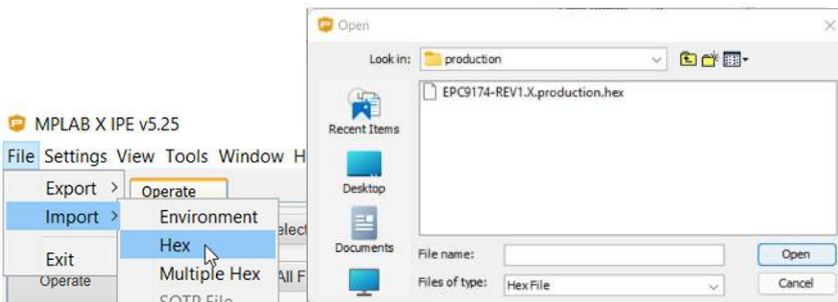 MPLAB X IPE v5.25
File Settings View Tools Window H
Export >
Operate
Import >
Environment
elect
Hex
Exit
Multiple Hex
All F
Operate
Open
Look in: production
EPC9174-REV1.X.production.hex
Recent Items
Desktop
Documents
File name:
Open
Files of type: Hex File
Cancel